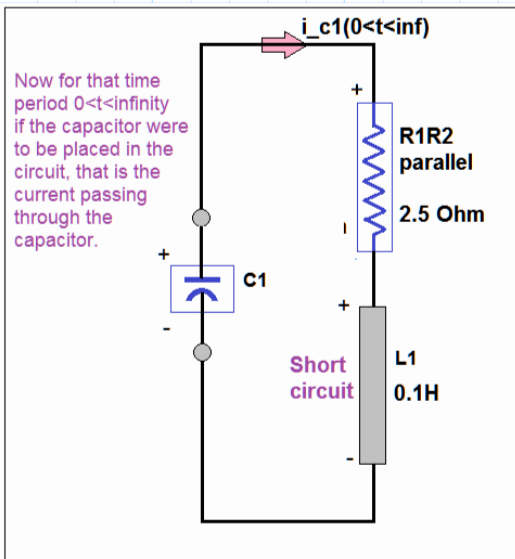 i_c1(0<t<inf)
Now for that time
period 0<t<infinity
if the capacitor were
to be placed in the
circuit, that is the
current passing
through the
capacitor.
+
R1R2
parallel
2.5 Ohm
-
+
C1
-
+
Short
circuit
L1
0.1H
-